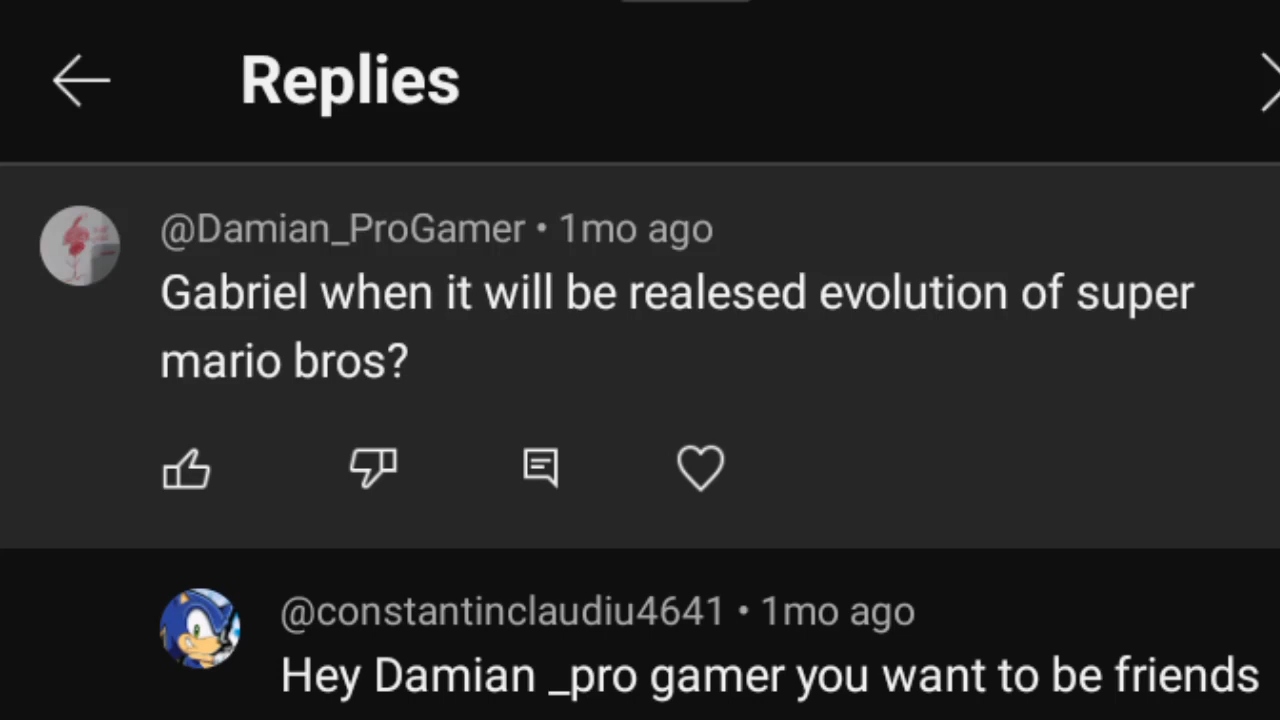 Replies
@Damian_ProGamer • 1mo ago
Gabriel when it will be realesed evolution of super
mario bros?
@constantinclaudiu4641 • 1mo ago
Hey Damian _pro gamer you want to be friends